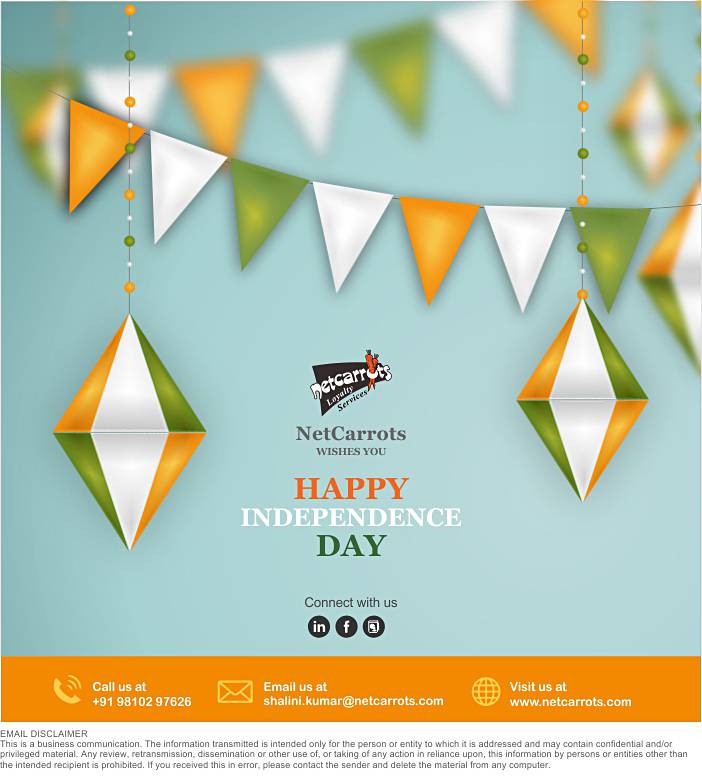 netcarrots
Loyalty
Services
NetCarrots
WISHES YOU
HAPPY
INDEPENDENCE
DAY
Connect with us
in f
Call us at
+91 98102 97626
Email us at
shalini.kumar@netcarrots.com
Visit us at
www.netcarrots.com
EMAIL DISCLAIMER
This is a business communication. The information transmitted is intended only for the person or entity to which it is addressed and may contain confidential and/or
privileged material. Any review, retransmission, dissemination or other use of, or taking of any action in reliance upon, this information by persons or entities other than
the intended recipient is prohibited. If you received this in error, please contact the sender and delete the material from any computer.